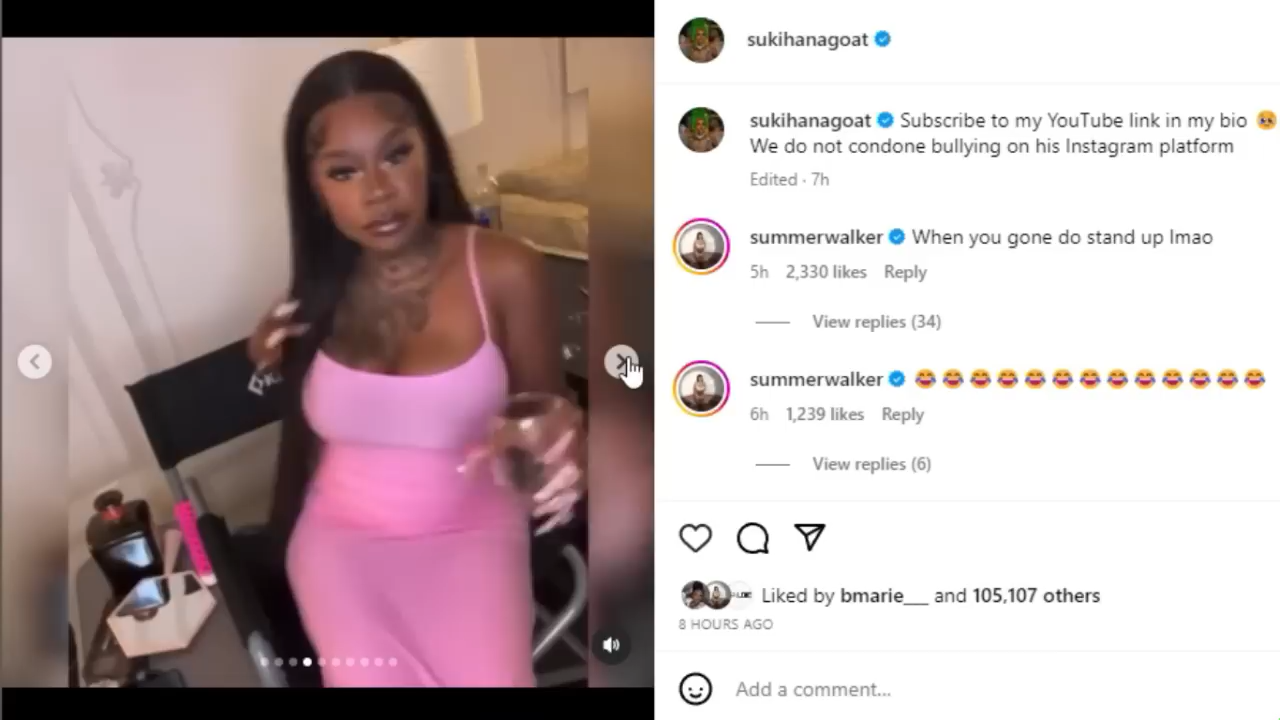 sukihanagoat
sukihanagoat Subscribe to my YouTube link in my bio 🥹
We do not condone bullying on his Instagram platform
Edited · 7h
summerwalker When you gone do stand up lmao
5h 2,330 likes Reply
View replies (34)
summerwalker 😂😂😂😂😂😂😂😂😂😂😂😂😂
6h 1,239 likes Reply
View replies (6)
Liked by bmarie___ and 105,107 others
8 HOURS AGO
Add a comment...